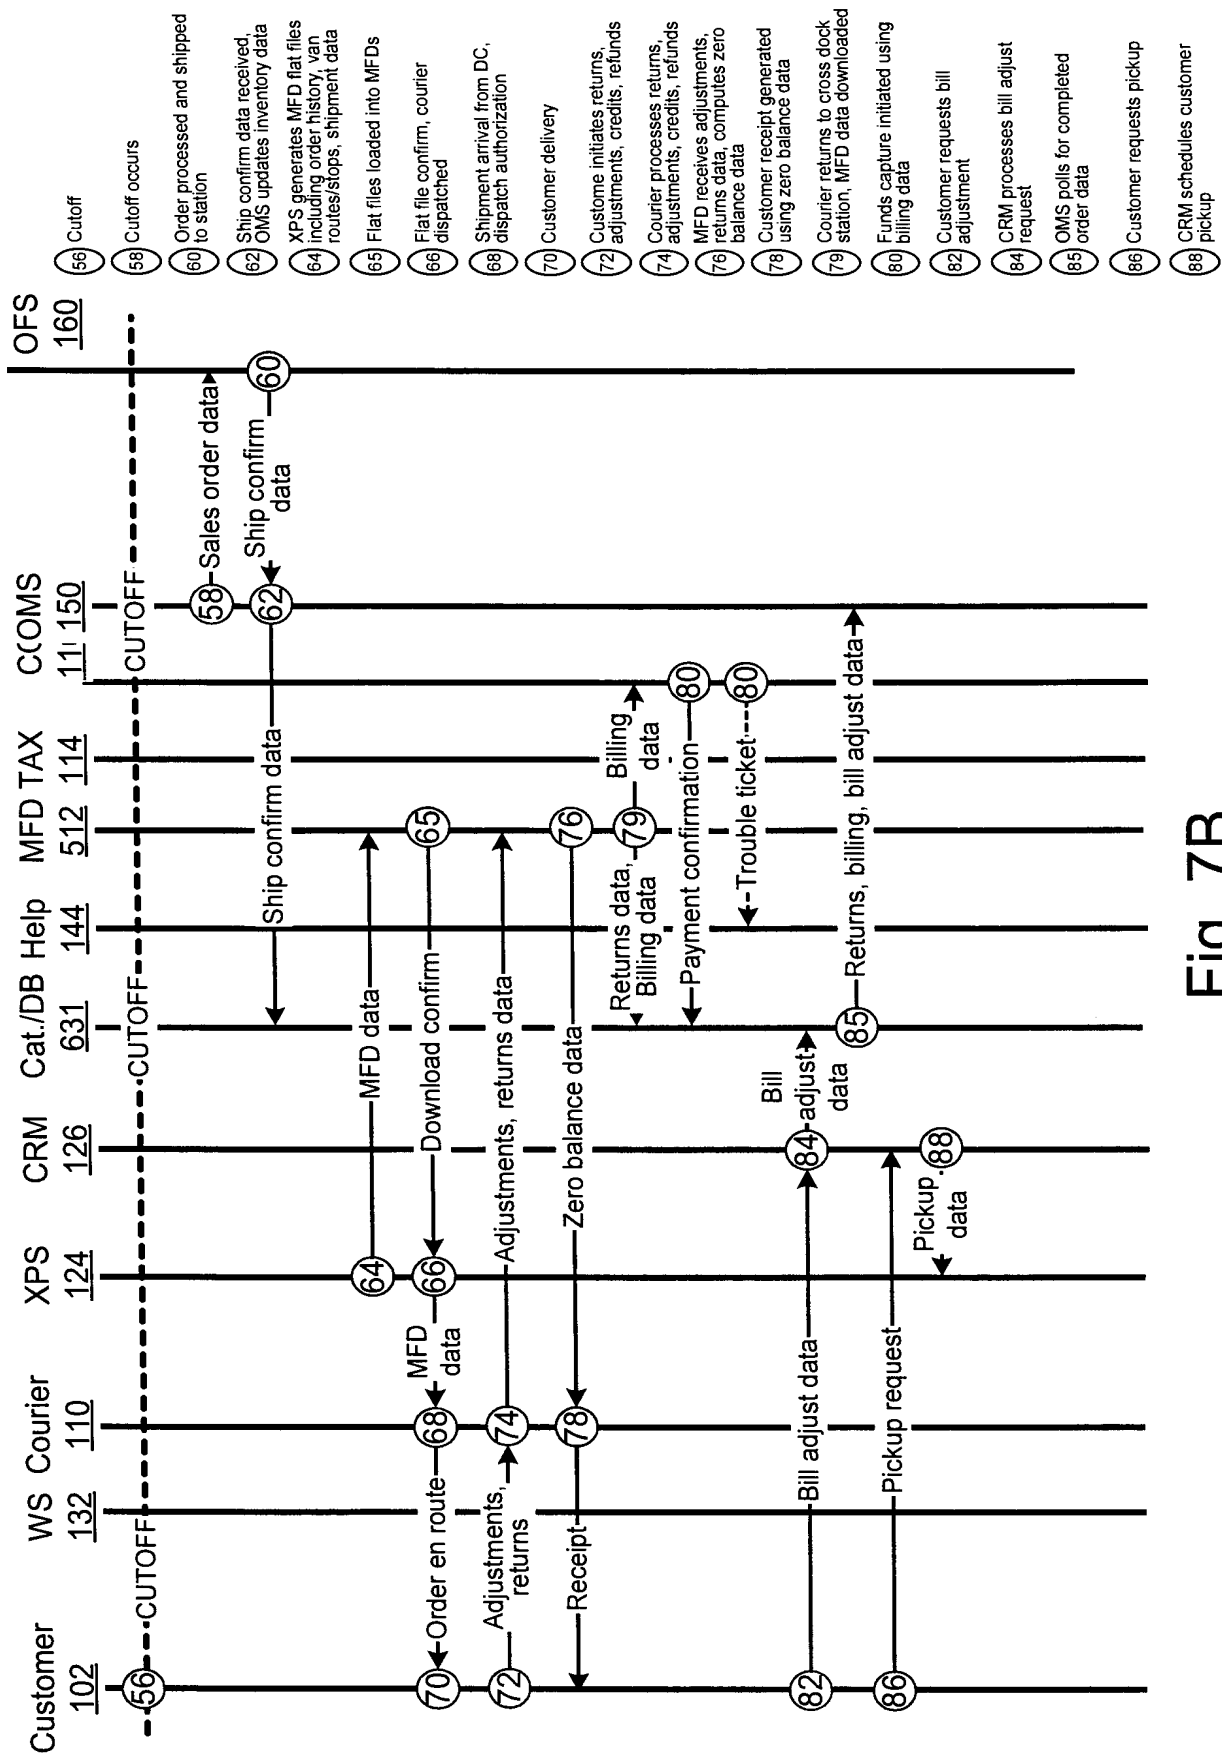 Customer
102
WS
132
Courier
110
XPS
124
CRM
126
Cat./DB
631
Help
144
MFD
512
TAX
114
C(
11
OMS
150
OFS
160
56
CUTOFF
CUTOFF
CUTOFF
58
Sales order data
60
Ship confirm
data
62
Ship confirm data
64
MFD data
65
Download confirm
66
MFD
data
68
Order en route
70
72
Adjustments,
returns
74
Adjustments, returns data
76
Zero balance data
78
Receipt
79
Returns data,
Billing data
Billing
data
80
Payment confirmation
80
Trouble ticket
82
Bill adjust data
84
Bill
adjust
data
85
Returns, billing, bill adjust data
86
Pickup request
88
Pickup
data
56 Cutoff
58 Cutoff occurs
60 Order processed and shipped
to station
62 Ship confirm data received,
OMS updates inventory data
64 XPS generates MFD flat files
including order history, van
routes/stops, shipment data
65 Flat files loaded into MFDs
66 Flat file confirm, courier
dispatched
68 Shipment arrival from DC,
dispatch authorization
70 Customer delivery
72 Custome initiates returns,
adjustments, credits, refunds
74 Courier processes returns,
adjustments, credits, refunds
76 MFD receives adjustments,
returns data, computes zero
balance data
78 Customer receipt generated
using zero balance data
79 Courier returns to cross dock
station, MFD data downloaded
80 Funds capture initiated using
billing data
82 Customer requests bill
adjustment
84 CRM processes bill adjust
request
85 OMS polls for completed
order data
86 Customer requests pickup
88 CRM schedules customer
pickup
Fig. 7B